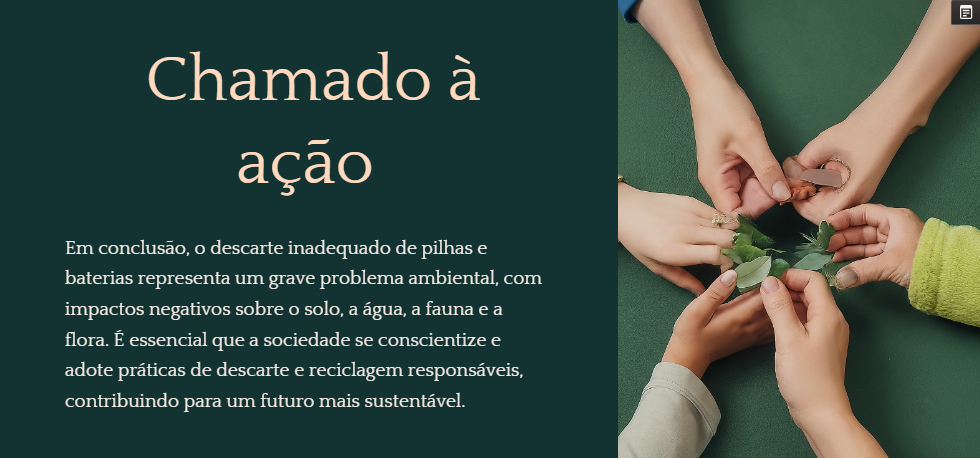 Chamado à
ação
Em conclusão, o descarte inadequado de pilhas e
baterias representa um grave problema ambiental, com
impactos negativos sobre o solo, a água, a fauna e a
flora. É essencial que a sociedade se conscientize e
adote práticas de descarte e reciclagem responsáveis,
contribuindo para um futuro mais sustentável.